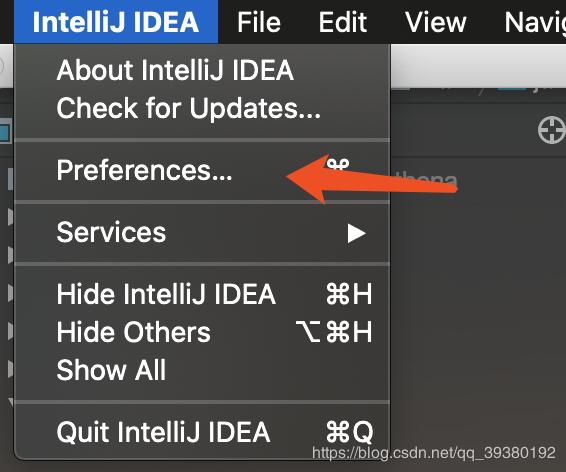 IntelliJ IDEA File Edit View Navig
About IntelliJ IDEA
Check for Updates...
Preferences... ⌘
Services ▶
Hide IntelliJ IDEA ⌘H
Hide Others ⌥⌘H
Show All
Quit IntelliJ IDEA ⌘Q
https://blog.csdn.net/qq_39380192